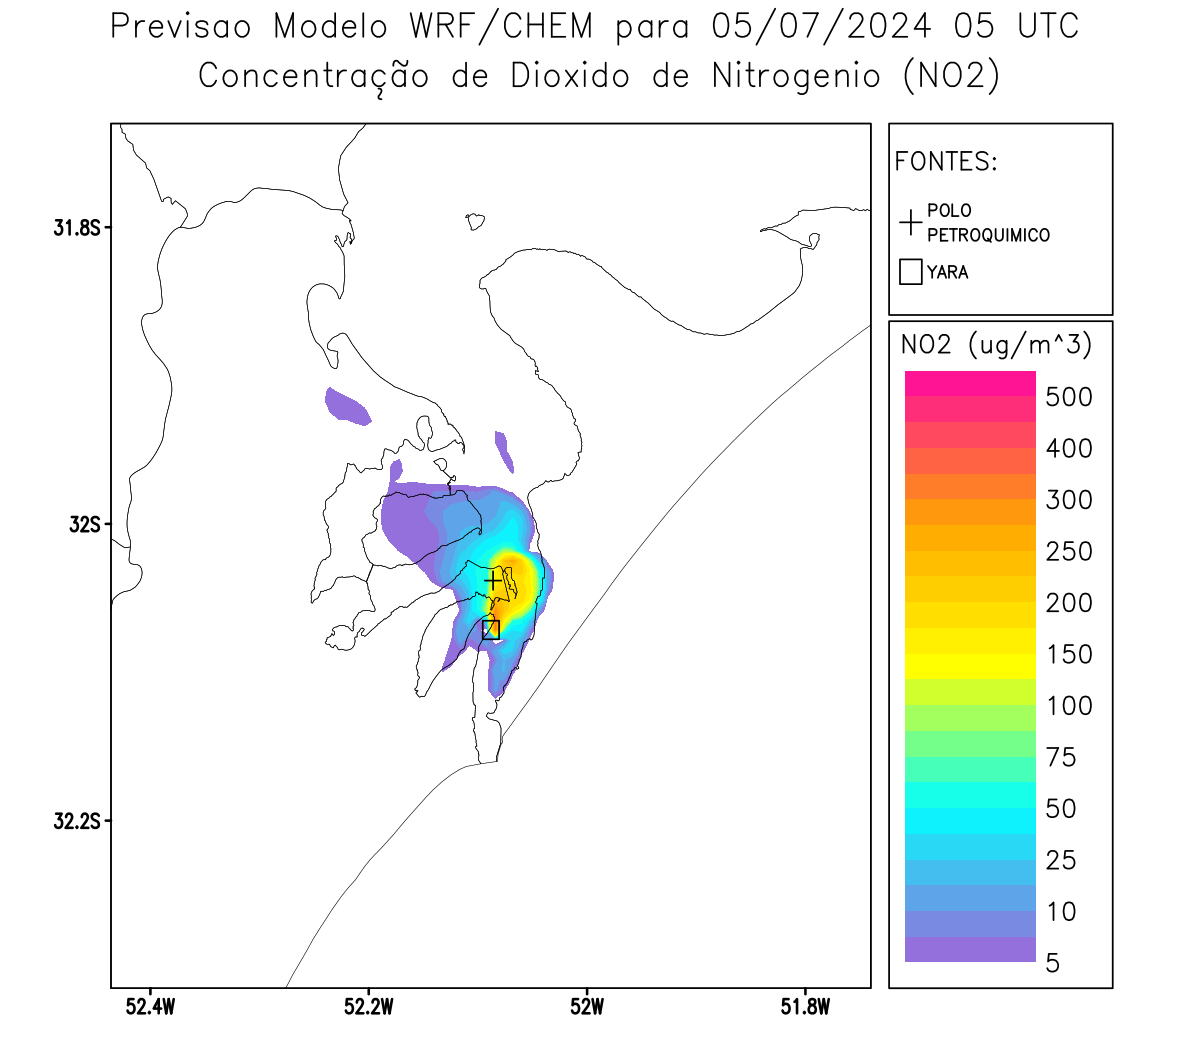 Previsao Modelo WRF/CHEM para 05/07/2024 05 UTC
Concentração de Dioxido de Nitrogenio (NO2)
FONTES:
POLO
PETROQUIMICO
YARA
NO2 (ug/m^3)
500
400
300
250
200
150
100
75
50
25
10
5
31.8S
32S
32.2S
52.4W
52.2W
52W
51.8W